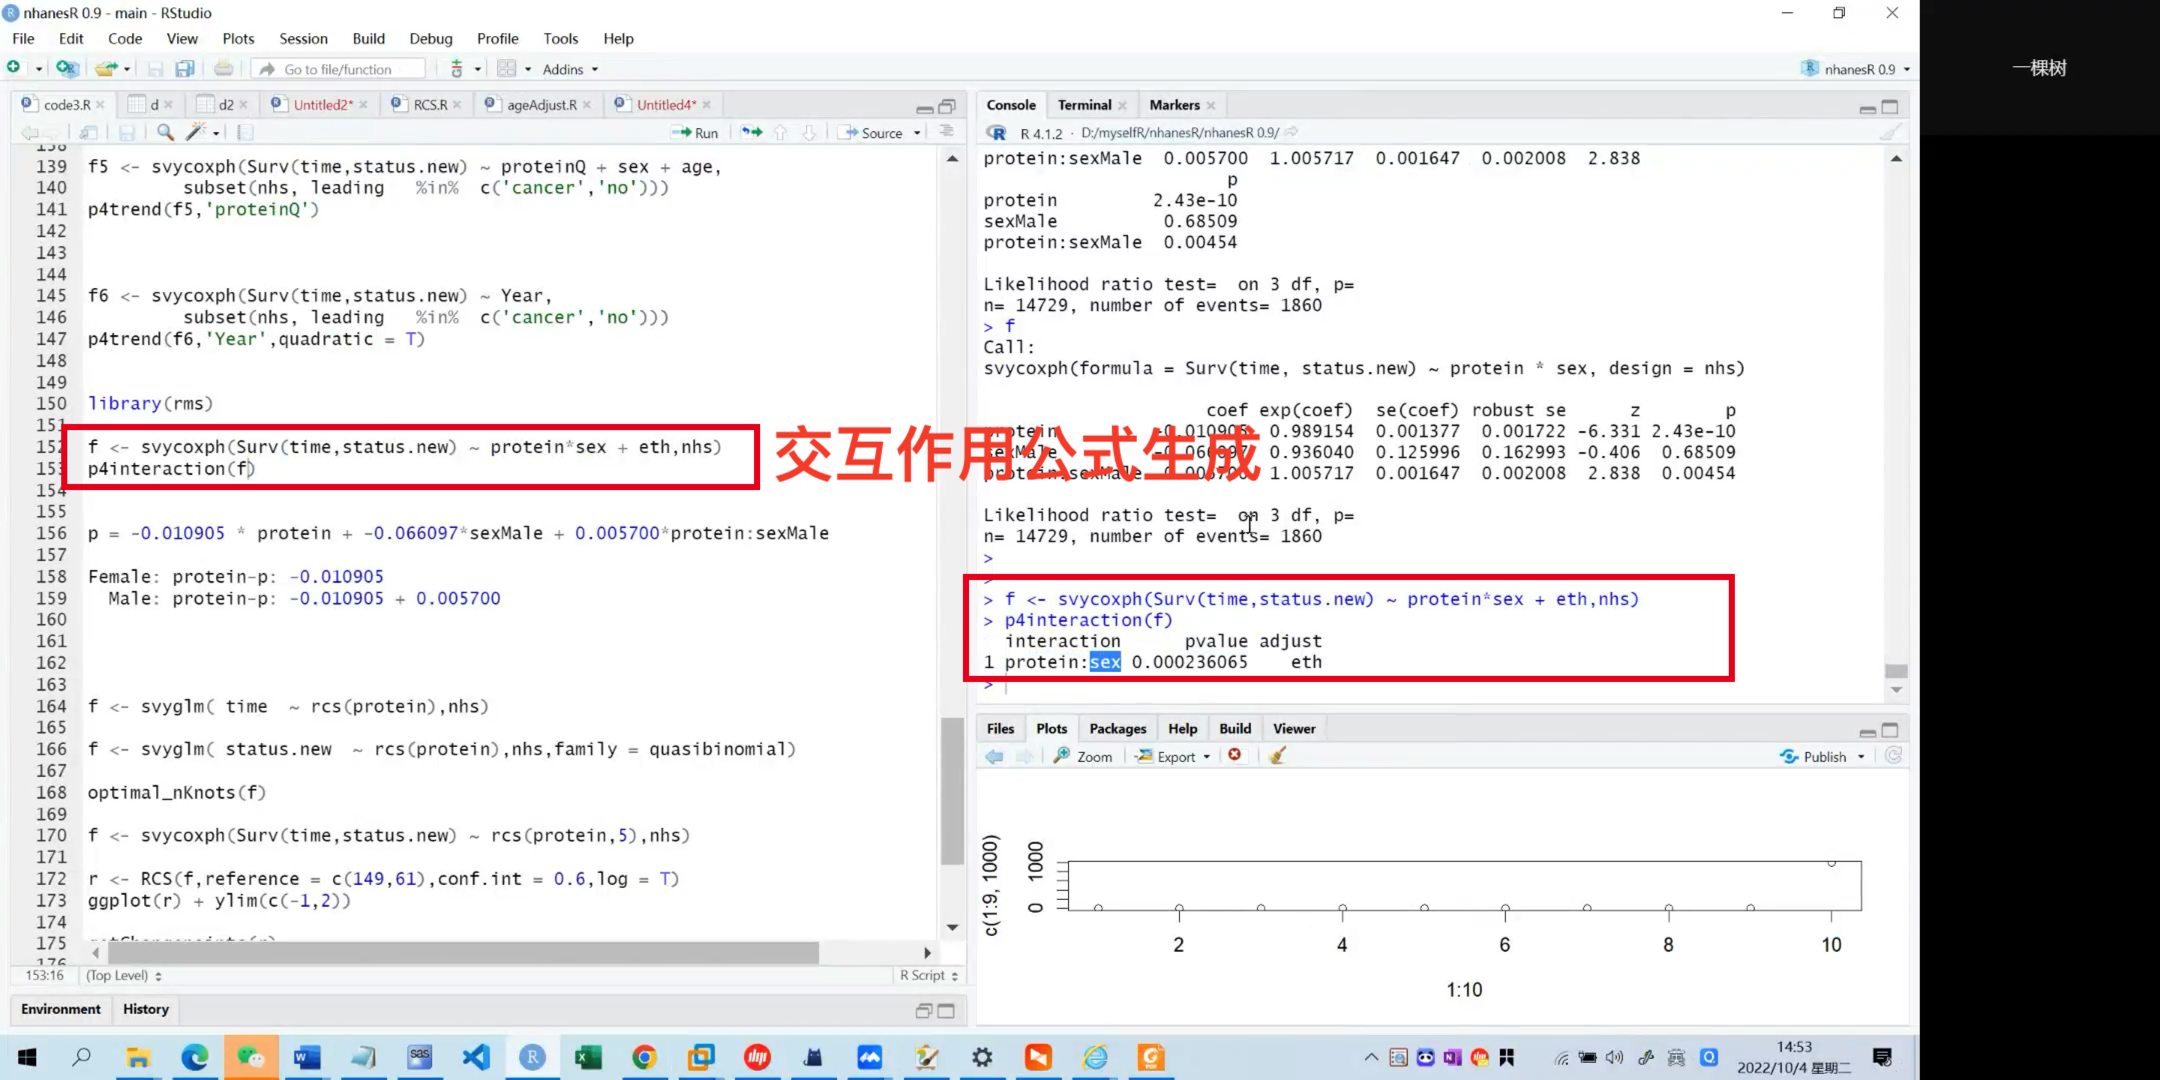 nhanesR 0.9 - main - RStudio
File Edit Code View Plots Session Build Debug Profile Tools Help
Go to file/function Addins
nhanesR 0.9
一棵树
code3.R d d2 Untitled2* RCS.R ageAdjust.R Untitled4*
Run Source
139 f5 <- svycoxph(Surv(time,status.new) ~ proteinQ + sex + age,
140 subset(nhs, leading %in% c('cancer','no')))
141 p4trend(f5,'proteinQ')
142
143
144
145 f6 <- svycoxph(Surv(time,status.new) ~ Year,
146 subset(nhs, leading %in% c('cancer','no')))
147 p4trend(f6,'Year',quadratic = T)
148
149
150 library(rms)
151
152 f <- svycoxph(Surv(time,status.new) ~ protein*sex + eth,nhs)
153 p4interaction(f)
154
155
156 p = -0.010905 * protein + -0.066097*sexMale + 0.005700*protein:sexMale
157
158 Female: protein-p: -0.010905
159 Male: protein-p: -0.010905 + 0.005700
160
161
162
163
164 f <- svyglm( time ~ rcs(protein),nhs)
165
166 f <- svyglm( status.new ~ rcs(protein),nhs,family = quasibinomial)
167
168 optimal_nKnots(f)
169
170 f <- svycoxph(Surv(time,status.new) ~ rcs(protein,5),nhs)
171
172 r <- RCS(f,reference = c(149,61),conf.int = 0.6,log = T)
173 ggplot(r) + ylim(c(-1,2))
174
175
176
153:16 (Top Level) R Script
Environment History
交互作用公式生成
Console Terminal Markers
R 4.1.2 · D:/myselfR/nhanesR/nhanesR 0.9/
protein:sexMale 0.005700 1.005717 0.001647 0.002008 2.838
p
protein 2.43e-10
sexMale 0.68509
protein:sexMale 0.00454
Likelihood ratio test= on 3 df, p=
n= 14729, number of events= 1860
> f
Call:
svycoxph(formula = Surv(time, status.new) ~ protein * sex, design = nhs)
coef exp(coef) se(coef) robust se z p
protein -0.010905 0.989154 0.001377 0.001722 -6.331 2.43e-10
sexMale -0.066097 0.936040 0.125996 0.162993 -0.406 0.68509
protein:sexMale 0.005700 1.005717 0.001647 0.002008 2.838 0.00454
Likelihood ratio test= on 3 df, p=
n= 14729, number of events= 1860
>
>
> f <- svycoxph(Surv(time,status.new) ~ protein*sex + eth,nhs)
> p4interaction(f)
interaction pvalue adjust
1 protein:sex 0.000236065 eth
>
Files Plots Packages Help Build Viewer
Zoom Export Publish
c(1:9, 1000)
0 1000
2 4 6 8 10
1:10
14:53
2022/10/4 星期二